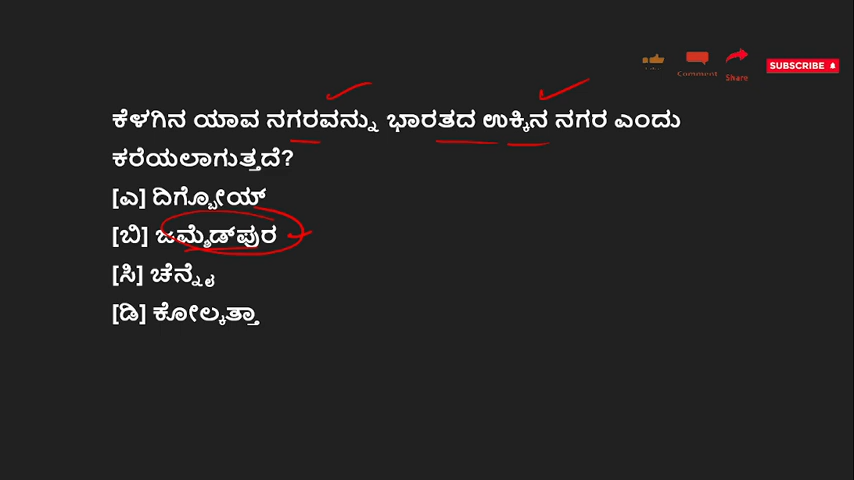 Comment
Share
SUBSCRIBE
ಕೆಳಗಿನ ಯಾವ ನಗರವನ್ನು ಭಾರತದ ಉಕ್ಕಿನ ನಗರ ಎಂದು
ಕರೆಯಲಾಗುತ್ತದೆ?
[ಎ] ದಿಗ್ಬೋಯ್
[ಬಿ] ಜಮ್ಶೆಡ್‌ಪುರ
[ಸಿ] ಚೆನ್ನೈ
[ಡಿ] ಕೋಲ್ಕತ್ತಾ